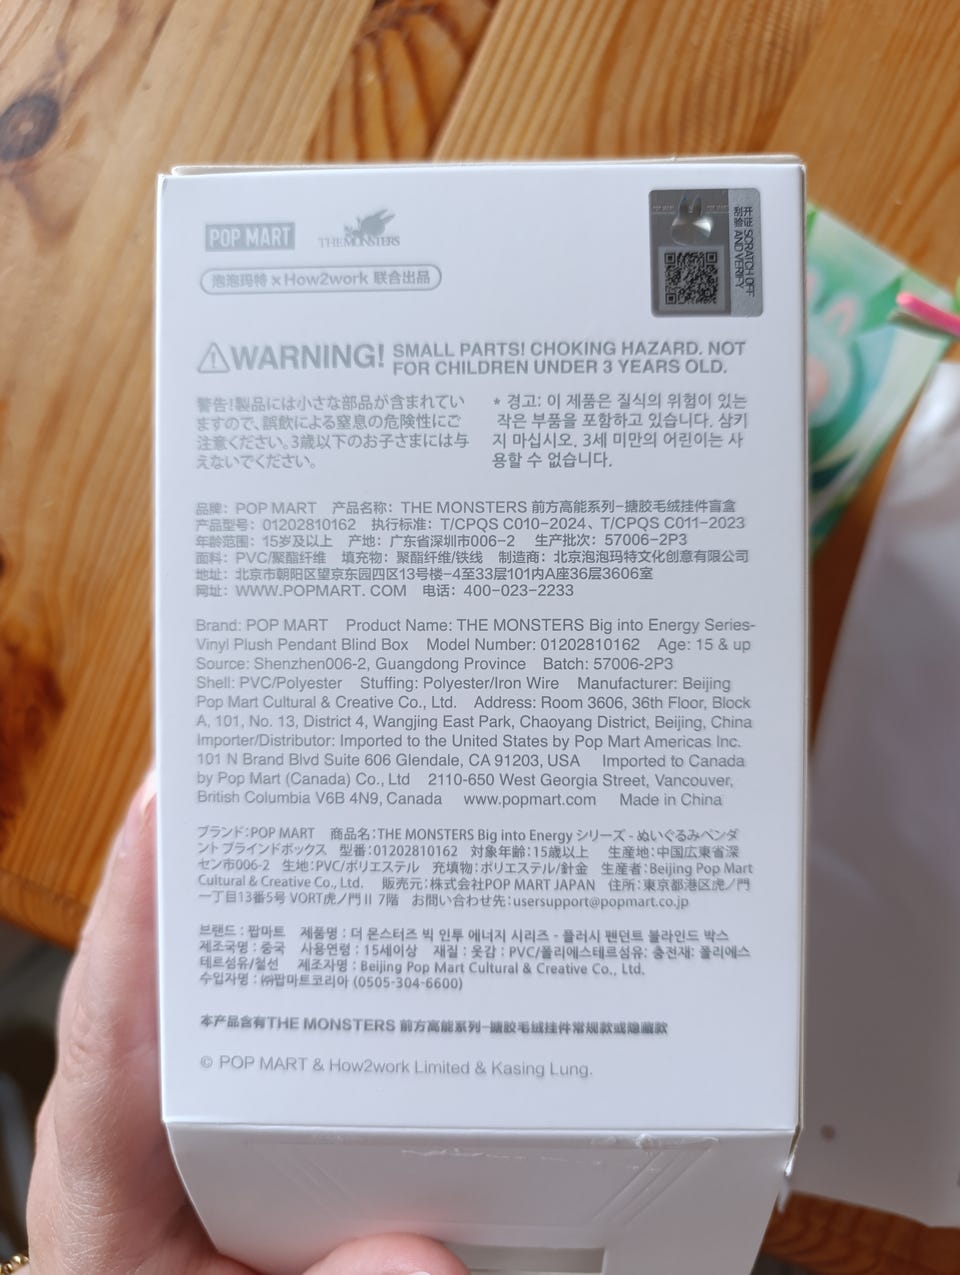 POP MART
THE MONSTERS
泡泡玛特 x How2work 联合出品
刮开验证 SCRATCH OFF AND VERIFY
WARNING! SMALL PARTS! CHOKING HAZARD. NOT
FOR CHILDREN UNDER 3 YEARS OLD.
警告!製品には小さな部品が含まれてい
ますので、誤飲による窒息の危険性にご
注意ください。3歳以下のお子さまには与
えないでください。
* 경고: 이 제품은 질식의 위험이 있는
작은 부품을 포함하고 있습니다. 삼키
지 마십시오. 3세 미만의 어린이는 사
용할 수 없습니다.
品牌：POP MART 产品名称：THE MONSTERS 前方高能系列-搪胶毛绒挂件盲盒
产品型号：01202810162 执行标准：T/CPQS C010-2024、T/CPQS C011-2023
年龄范围：15岁及以上 产地：广东省深圳市006-2 生产批次：57006-2P3
面料：PVC/聚酯纤维 填充物：聚酯纤维/铁线 制造商：北京泡泡玛特文化创意有限公司
地址：北京市朝阳区望京东园四区13号楼-4至33层101内A座36层3606室
网址：WWW.POPMART. COM 电话：400-023-2233
Brand: POP MART Product Name: THE MONSTERS Big into Energy Series-
Vinyl Plush Pendant Blind Box Model Number: 01202810162 Age: 15 & up
Source: Shenzhen006-2, Guangdong Province Batch: 57006-2P3
Shell: PVC/Polyester Stuffing: Polyester/Iron Wire Manufacturer: Beijing
Pop Mart Cultural & Creative Co., Ltd. Address: Room 3606, 36th Floor, Block
A, 101, No. 13, District 4, Wangjing East Park, Chaoyang District, Beijing, China
Importer/Distributor: Imported to the United States by Pop Mart Americas Inc.
101 N Brand Blvd Suite 606 Glendale, CA 91203, USA Imported to Canada
by Pop Mart (Canada) Co., Ltd 2110-650 West Georgia Street, Vancouver,
British Columbia V6B 4N9, Canada www.popmart.com Made in China
ブランド:POP MART 商品名:THE MONSTERS Big into Energy シリーズ - ぬいぐるみペンダ
ント ブラインドボックス 型番:01202810162 対象年齢:15歳以上 生産地:中国広東省深
セン市006-2 生地:PVC/ポリエステル 充填物:ポリエステル/針金 生産者:Beijing Pop Mart
Cultural & Creative Co., Ltd. 販売元:株式会社POP MART JAPAN 住所:東京都港区虎ノ門
一丁目13番5号 VORT虎ノ門II 7階 お問い合わせ先:usersupport@popmart.co.jp
브랜드 : 팝마트 제품명 : 더 몬스터즈 빅 인투 에너지 시리즈 - 플러시 펜던트 블라인드 박스
제조국명 : 중국 사용연령 : 15세이상 재질 : 옷감 : PVC/폴리에스테르섬유: 충전재: 폴리에스
테르섬유/철선 제조자명 : Beijing Pop Mart Cultural & Creative Co., Ltd.
수입자명 : ㈜팝마트코리아 (0505-304-6600)
本产品含有THE MONSTERS 前方高能系列-搪胶毛绒挂件常规款或隐藏款
© POP MART & How2work Limited & Kasing Lung.